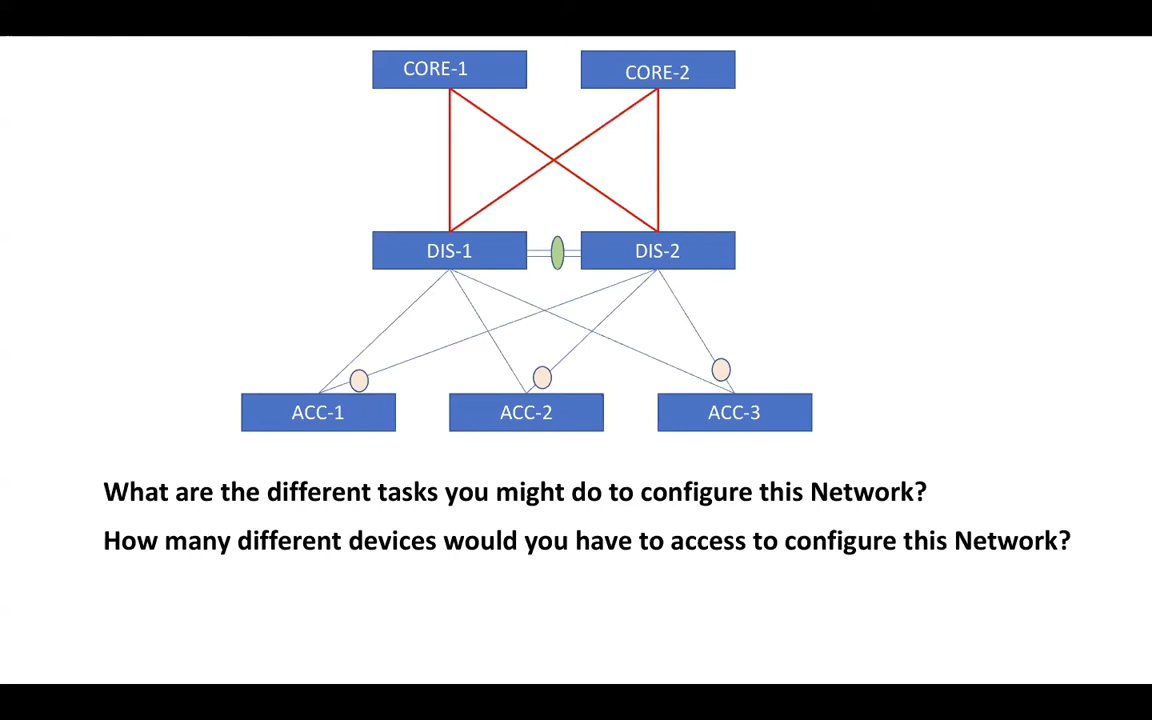 CORE-1
CORE-2
DIS-1
DIS-2
ACC-1
ACC-2
ACC-3
What are the different tasks you might do to configure this Network?
How many different devices would you have to access to configure this Network?